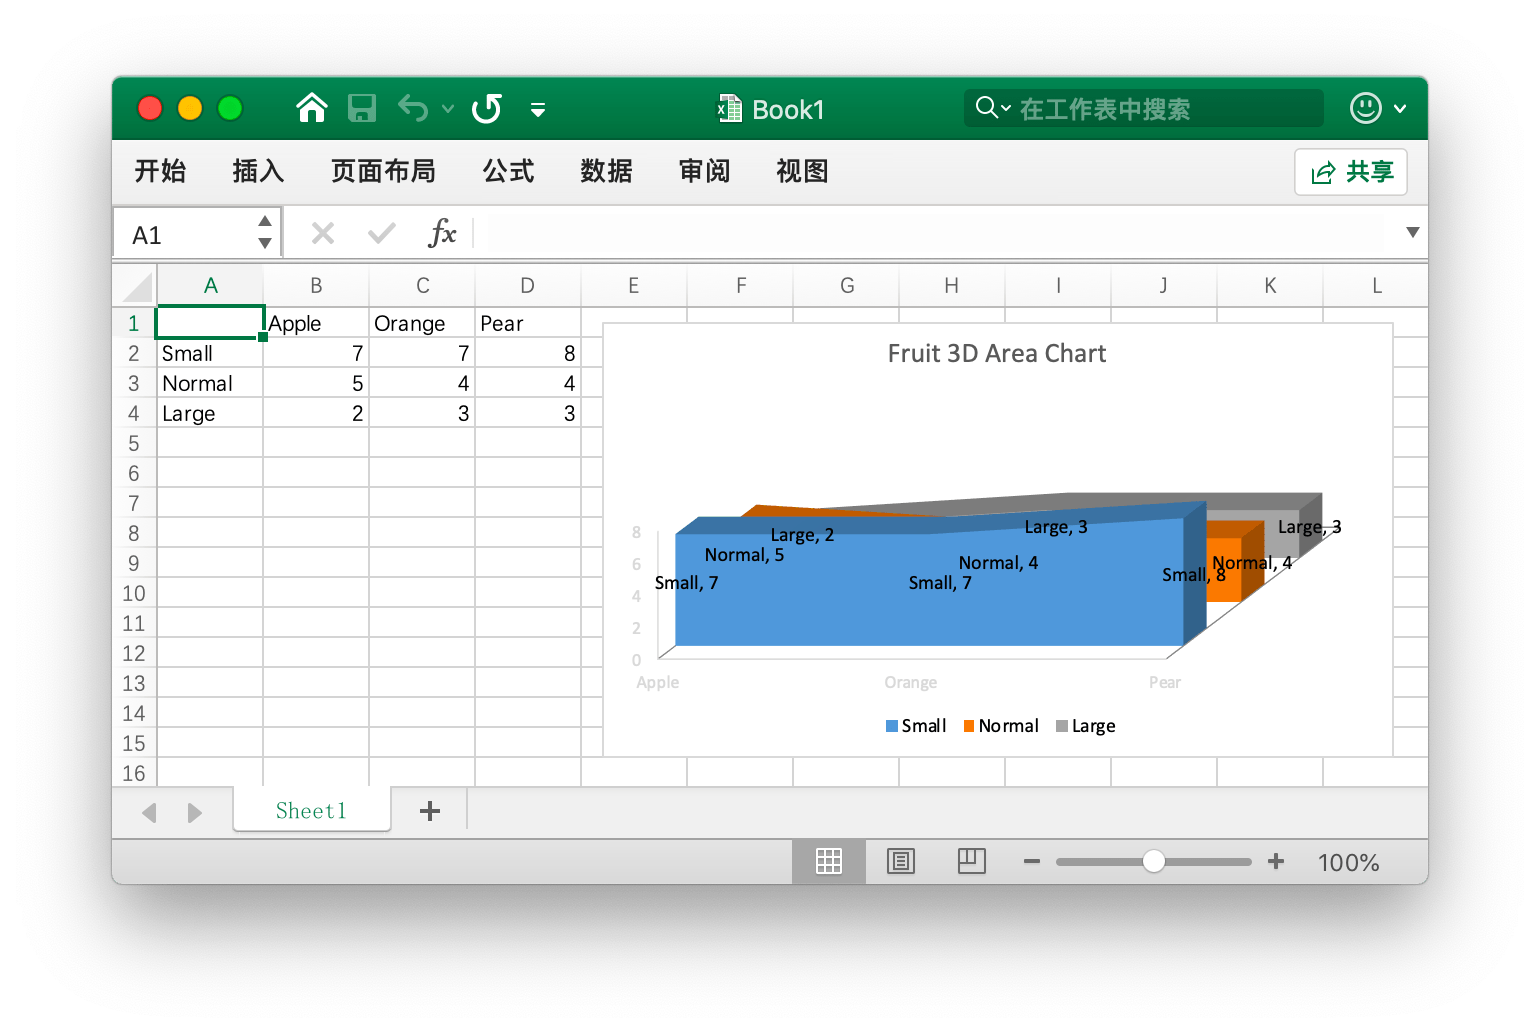 Book1
在工作表中搜索
开始 插入 页面布局 公式 数据 审阅 视图 共享
A1 fx
A B C D E F G H I J K L
1 Apple Orange Pear
2 Small 7 7 8
3 Normal 5 4 4
4 Large 2 3 3
5
6
7
8
9
10
11
12
13
14
15
16
Fruit 3D Area Chart
8
6
4
2
0
Large, 2
Large, 3
Large, 3
Normal, 5
Normal, 4
Normal, 4
Small, 7
Small, 7
Small, 8
Apple Orange Pear
Small Normal Large
Sheet1
100%